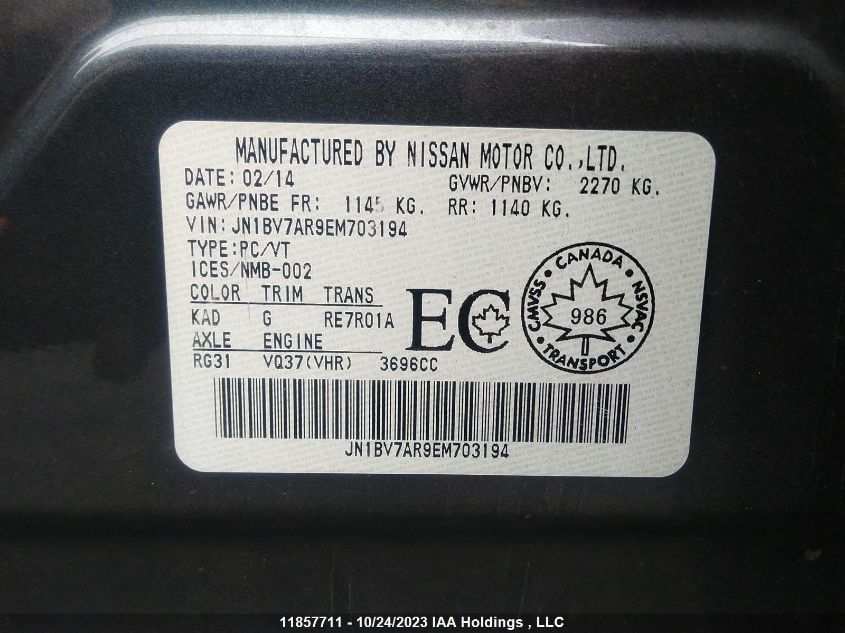 MANUFACTURED BY NISSAN MOTOR CO.,LTD.
DATE: 02/14 GVWR/PNBV: 2270 KG.
GAWR/PNBE FR: 1145 KG. RR: 1140 KG.
VIN: JN1BV7AR9EM703194
TYPE: PC/VT
ICES/NMB-002
COLOR TRIM TRANS
KAD G RE7R01A
AXLE ENGINE
RG31 VQ37(VHR) 3696CC
EC
CANADA
CMVSS
NSVAC
986
TRANSPORT
JN1BV7AR9EM703194
11857711 - 10/24/2023 IAA Holdings , LLC